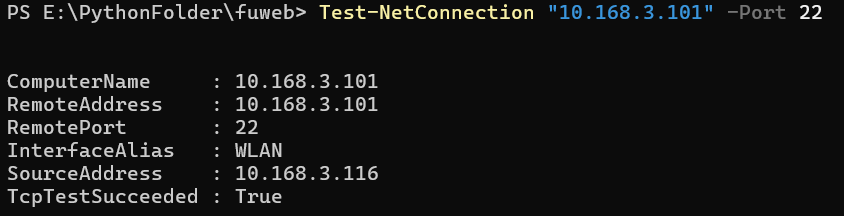 PS E:\PythonFolder\fuweb> Test-NetConnection "10.168.3.101" -Port 22
ComputerName     : 10.168.3.101
RemoteAddress    : 10.168.3.101
RemotePort       : 22
InterfaceAlias   : WLAN
SourceAddress    : 10.168.3.116
TcpTestSucceeded : True